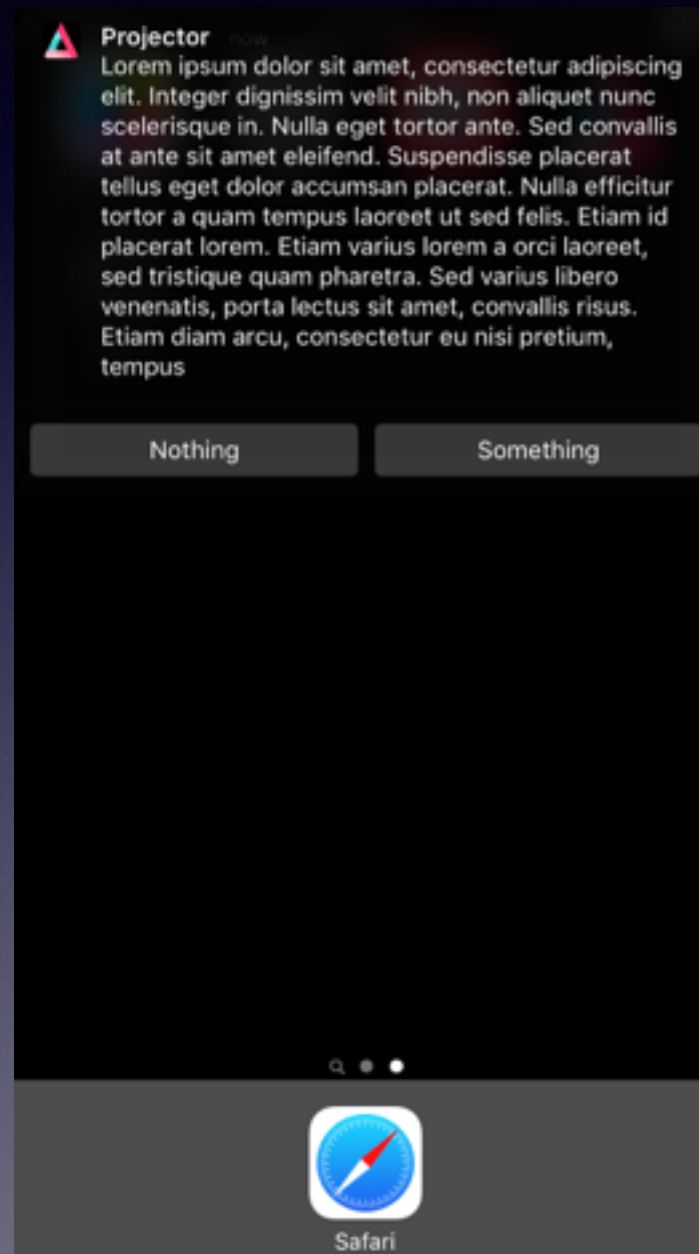 Projector now
Lorem ipsum dolor sit amet, consectetur adipiscing
elit. Integer dignissim velit nibh, non aliquet nunc
scelerisque in. Nulla eget tortor ante. Sed convallis
at ante sit amet eleifend. Suspendisse placerat
tellus eget dolor accumsan placerat. Nulla efficitur
tortor a quam tempus laoreet ut sed felis. Etiam id
placerat lorem. Etiam varius lorem a orci laoreet,
sed tristique quam pharetra. Sed varius libero
venenatis, porta lectus sit amet, convallis risus.
Etiam diam arcu, consectetur eu nisi pretium,
tempus
Nothing Something
Safari